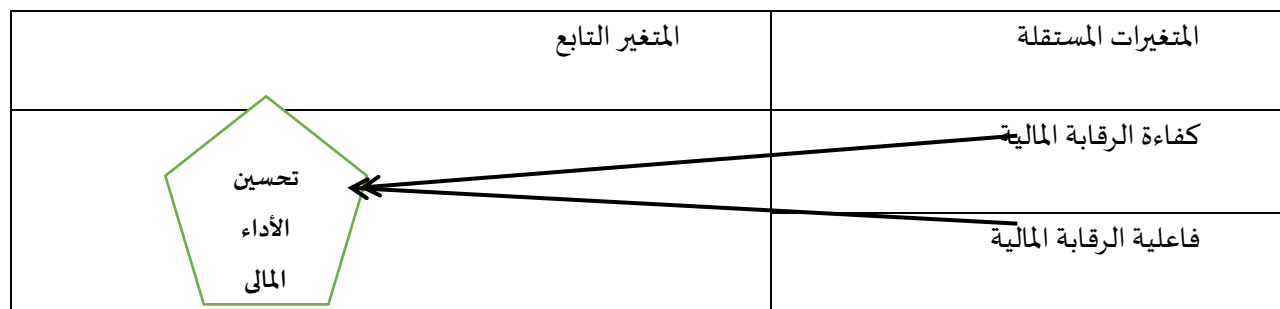 المتغيرات المستقلة
المتغير التابع
كفاءة الرقابة المالية
فاعلية الرقابة المالية
تحسين
الأداء
المالى